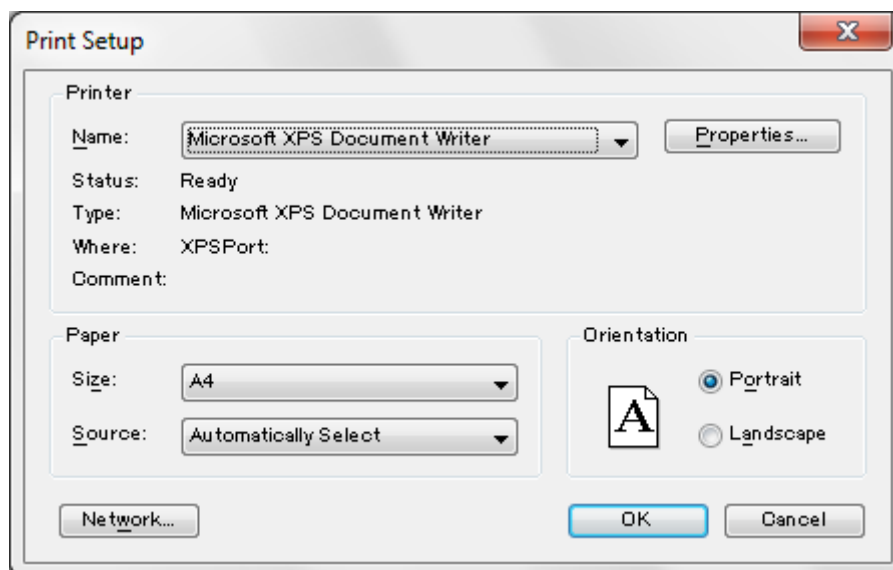 Print Setup
Printer
Name: Microsoft XPS Document Writer Properties...
Status: Ready
Type: Microsoft XPS Document Writer
Where: XPSPort:
Comment:
Paper
Size: A4
Source: Automatically Select
Orientation
A
Portrait
Landscape
Network... OK Cancel